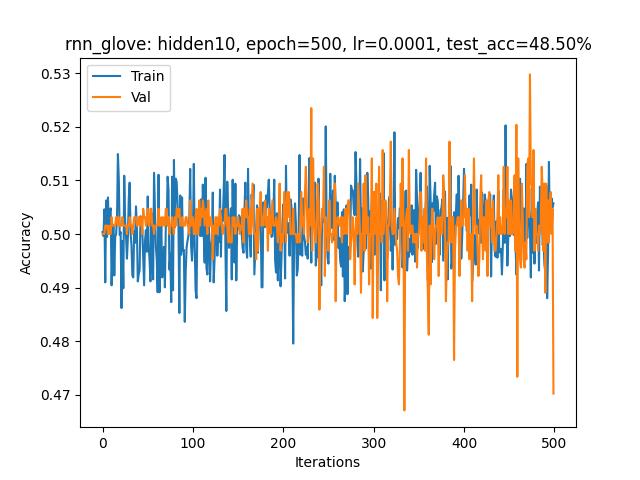 rnn_glove: hidden10, epoch=500, lr=0.0001, test_acc=48.50%
Train
Val
0.53
0.52
0.51
0.50
0.49
0.48
0.47
Accuracy
0
100
200
300
400
500
Iterations